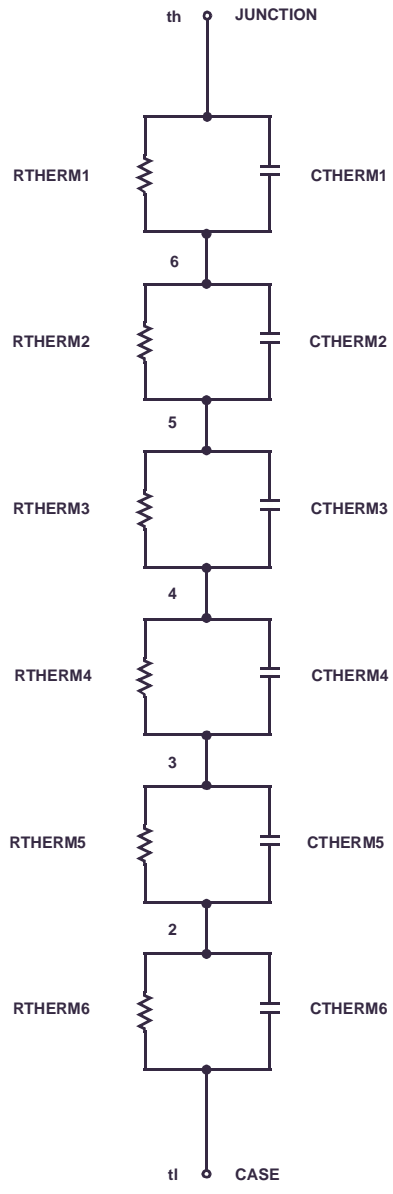 th JUNCTION
RTHERM1 CTHERM1
6
RTHERM2 CTHERM2
5
RTHERM3 CTHERM3
4
RTHERM4 CTHERM4
3
RTHERM5 CTHERM5
2
RTHERM6 CTHERM6
tl CASE